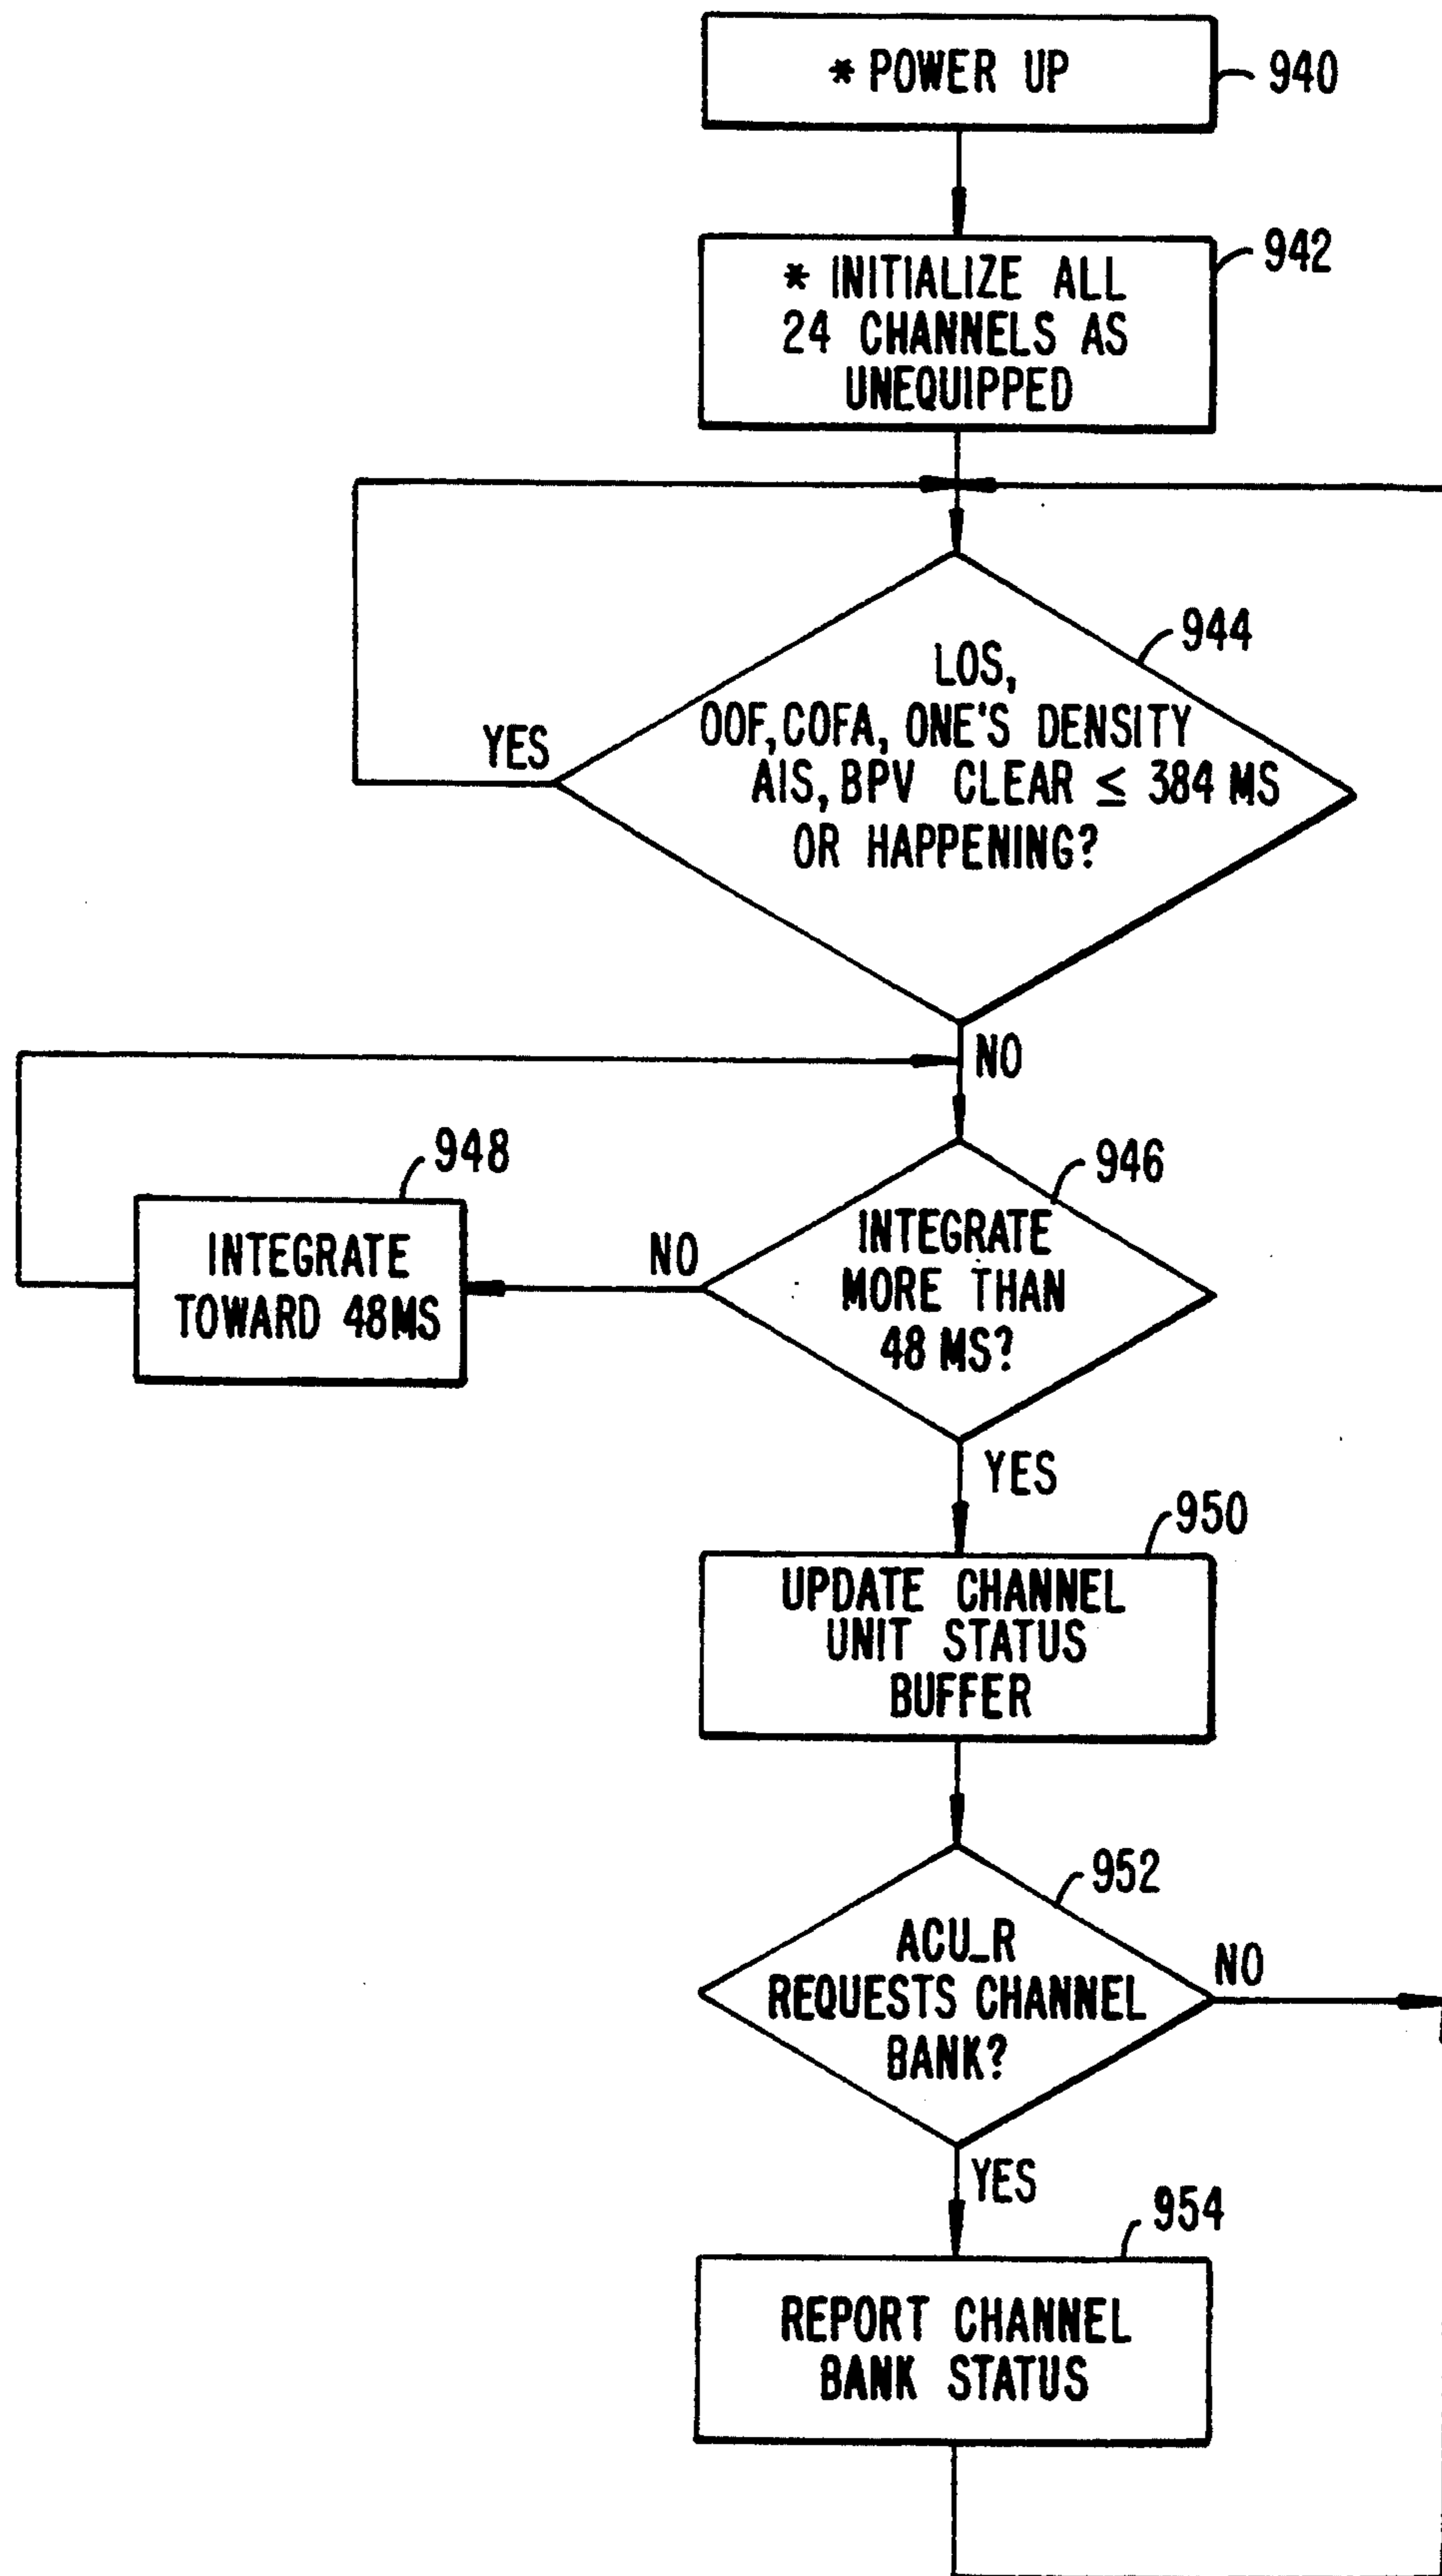 * POWER UP
940
942
* INITIALIZE ALL
24 CHANNELS AS
UNEQUIPPED
944
LOS,
OOF, COFA, ONE'S DENSITY
AIS, BPV CLEAR ≤ 384 MS
OR HAPPENING?
YES
NO
948
INTEGRATE
TOWARD 48MS
NO
946
INTEGRATE
MORE THAN
48 MS?
YES
950
UPDATE CHANNEL
UNIT STATUS
BUFFER
952
ACU_R
REQUESTS CHANNEL
BANK?
NO
YES
954
REPORT CHANNEL
BANK STATUS